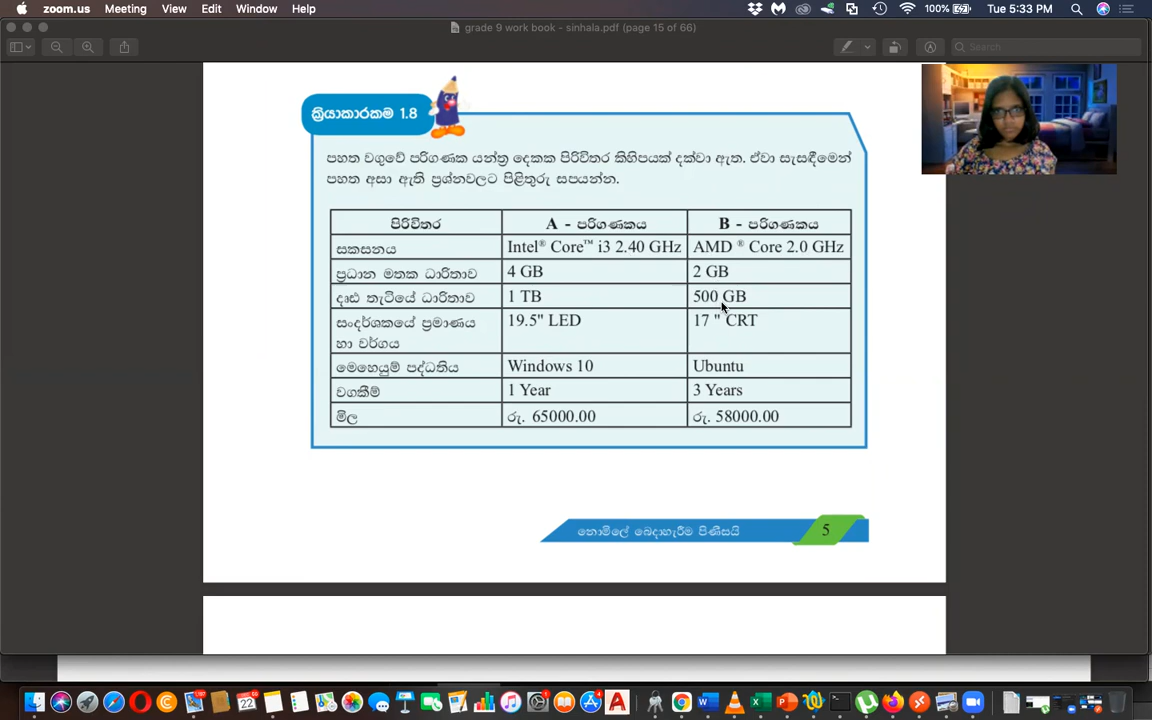 zoom.us Meeting View Edit Window Help 100% Tue 5:33 PM
grade 9 work book - sinhala.pdf (page 15 of 66)
Search
ක්‍රියාකාරකම 1.8
පහත වගුවේ පරිගණක යන්ත්‍ර දෙකක පිරිවිතර කිහිපයක් දක්වා ඇත. ඒවා සැසඳීමෙන්
පහත අසා ඇති ප්‍රශ්නවලට පිළිතුරු සපයන්න.
පිරිවිතර A - පරිගණකය B - පරිගණකය
සකසනය Intel® Core™ i3 2.40 GHz AMD ® Core 2.0 GHz
ප්‍රධාන මතක ධාරිතාව 4 GB 2 GB
දෘඪ තැටියේ ධාරිතාව 1 TB 500 GB
සංදර්ශකයේ ප්‍රමාණය 19.5" LED 17 " CRT
හා වර්ගය
මෙහෙයුම් පද්ධතිය Windows 10 Ubuntu
වගකීම් 1 Year 3 Years
මිල රු. 65000.00 රු. 58000.00
නොමිලේ බෙදාහැරීම පිණිසයි 5